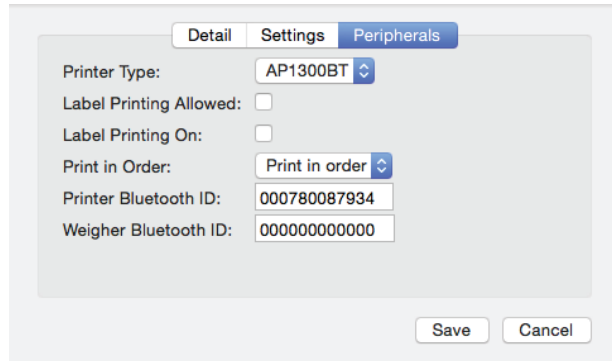 Detail Settings Peripherals
Printer Type: AP1300BT
Label Printing Allowed:
Label Printing On:
Print in Order: Print in order
Printer Bluetooth ID: 000780087934
Weigher Bluetooth ID: 000000000000
Save Cancel